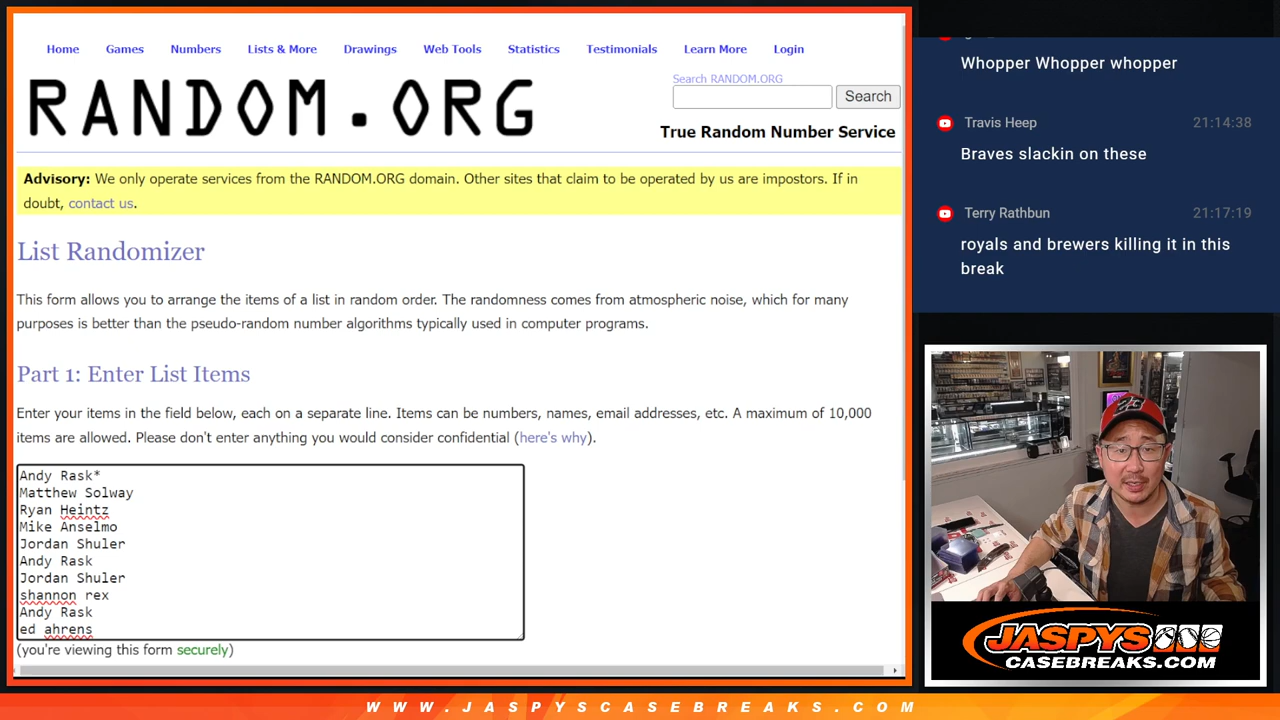 Home Games Numbers Lists & More Drawings Web Tools Statistics Testimonials Learn More Login
RANDOM.ORG
Search RANDOM.ORG
Search
True Random Number Service
Advisory: We only operate services from the RANDOM.ORG domain. Other sites that claim to be operated by us are impostors. If in
doubt, contact us.
List Randomizer
This form allows you to arrange the items of a list in random order. The randomness comes from atmospheric noise, which for many
purposes is better than the pseudo-random number algorithms typically used in computer programs.
Part 1: Enter List Items
Enter your items in the field below, each on a separate line. Items can be numbers, names, email addresses, etc. A maximum of 10,000
items are allowed. Please don't enter anything you would consider confidential (here's why).
Andy Rask*
Matthew Solway
Ryan Heintz
Mike Anselmo
Jordan Shuler
Andy Rask
Jordan Shuler
shannon rex
Andy Rask
ed ahrens
(you're viewing this form securely)
Whopper Whopper whopper
Travis Heep 21:14:38
Braves slackin on these
Terry Rathbun 21:17:19
royals and brewers killing it in this
break
JASPYS
CASEBREAKS.COM
WWW.JASPYSCASEBREAKS.COM